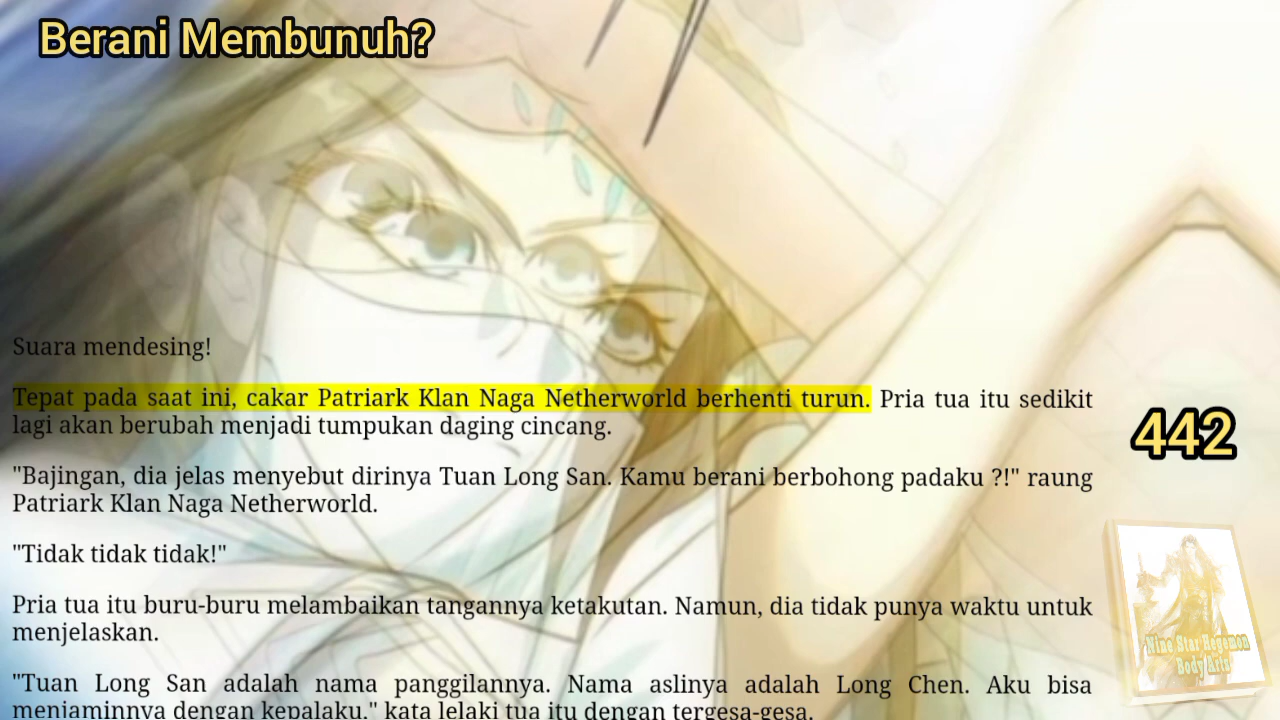 Berani Membunuh?
Suara mendesing!
Tepat pada saat ini, cakar Patriark Klan Naga Netherworld berhenti turun. Pria tua itu sedikit
lagi akan berubah menjadi tumpukan daging cincang.
"Bajingan, dia jelas menyebut dirinya Tuan Long San. Kamu berani berbohong padaku ?!" raung
Patriark Klan Naga Netherworld.
"Tidak tidak tidak!"
Pria tua itu buru-buru melambaikan tangannya ketakutan. Namun, dia tidak punya waktu untuk
menjelaskan.
"Tuan Long San adalah nama panggilannya. Nama aslinya adalah Long Chen. Aku bisa
menjaminnya dengan kepalaku," kata lelaki tua itu dengan tergesa-gesa.
442
Nine Star Hegemon
Body Arts